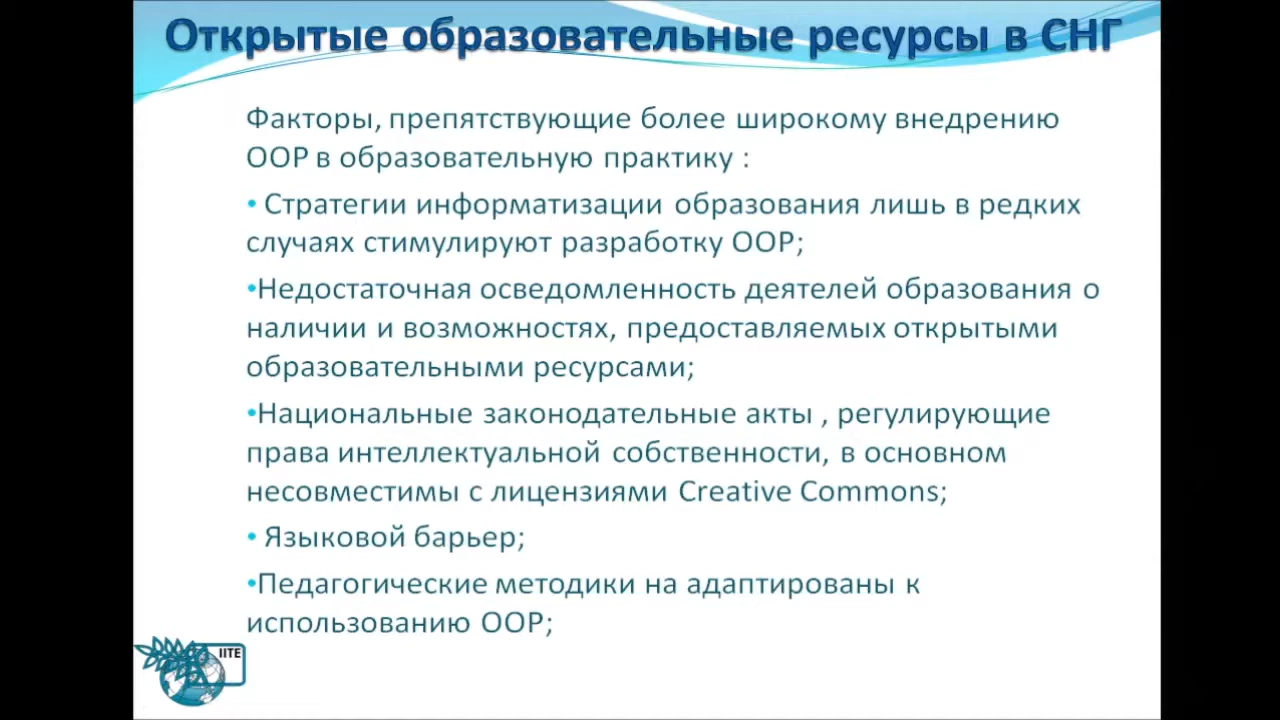 Открытые образовательные ресурсы в СНГ
Факторы, препятствующие более широкому внедрению
ООР в образовательную практику :
• Стратегии информатизации образования лишь в редких
случаях стимулируют разработку ООР;
•Недостаточная осведомленность деятелей образования о
наличии и возможностях, предоставляемых открытыми
образовательными ресурсами;
•Национальные законодательные акты , регулирующие
права интеллектуальной собственности, в основном
несовместимы с лицензиями Creative Commons;
• Языковой барьер;
•Педагогические методики на адаптированы к
использованию ООР;
IITE